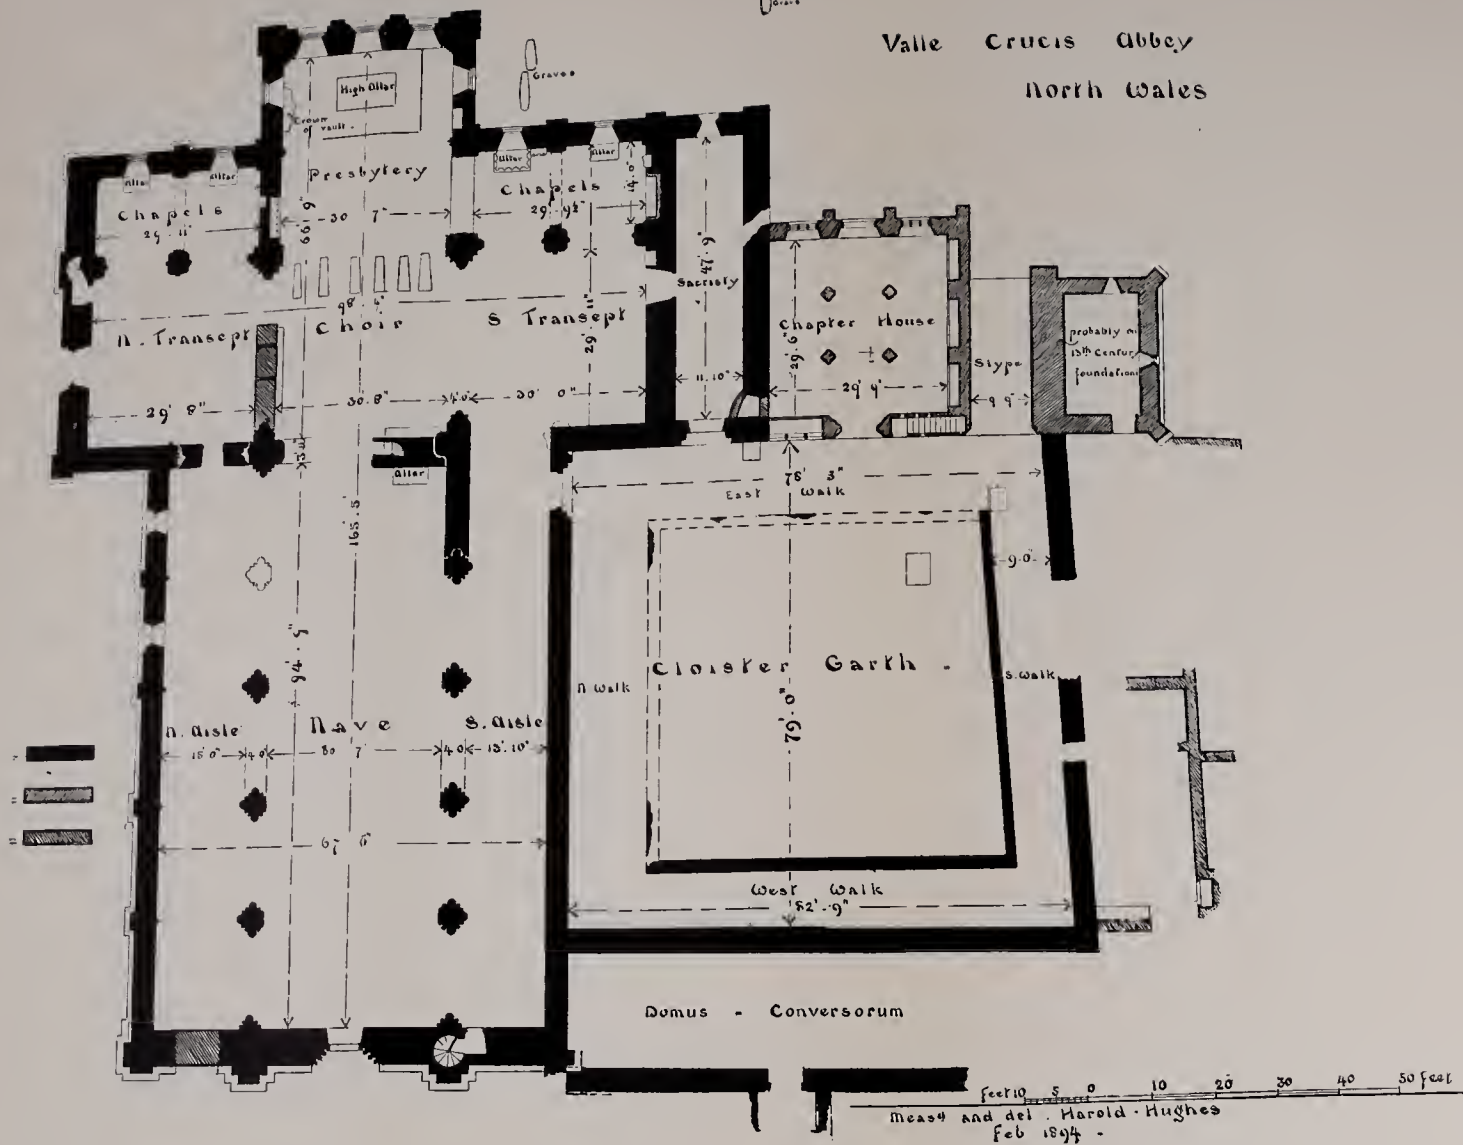 Grave
Valle Crucis Abbey
North Wales
High Altar
Graves
Crown
of vault.
Presbytery
Altar
Altar
Altar
Altar
Chapels
29'. 11"
30 7"
66'. 9"
Chapels
29'. 9½"
14'. 0"
47'. 9"
Sacristy
11. 10"
98'. 4"
N. Transept
Choir
S Transept
29'. 11"
29' 8"
30. 8"
4'. 0"
30' 0"
Chapter House
29'. 6"
29' 9"
Slype
9 9"
probably on
13th Century
foundations
Altar
78' 3"
East Walk
9. 0"
165'. 5'
94'. 9"
Cloister Garth
N. Walk
S. Walk
79'. 0"
N. Aisle
Nave
S. Aisle
15'. 0"
4. 0"
30 7"
4 0"
13'. 10"
67 6"
West Walk
82'. 9"
Domus - Conversorum
Feet 10 5 0 10 20 30 40 50 feet
Meas^d and del. Harold. Hughes
Feb 1894 -